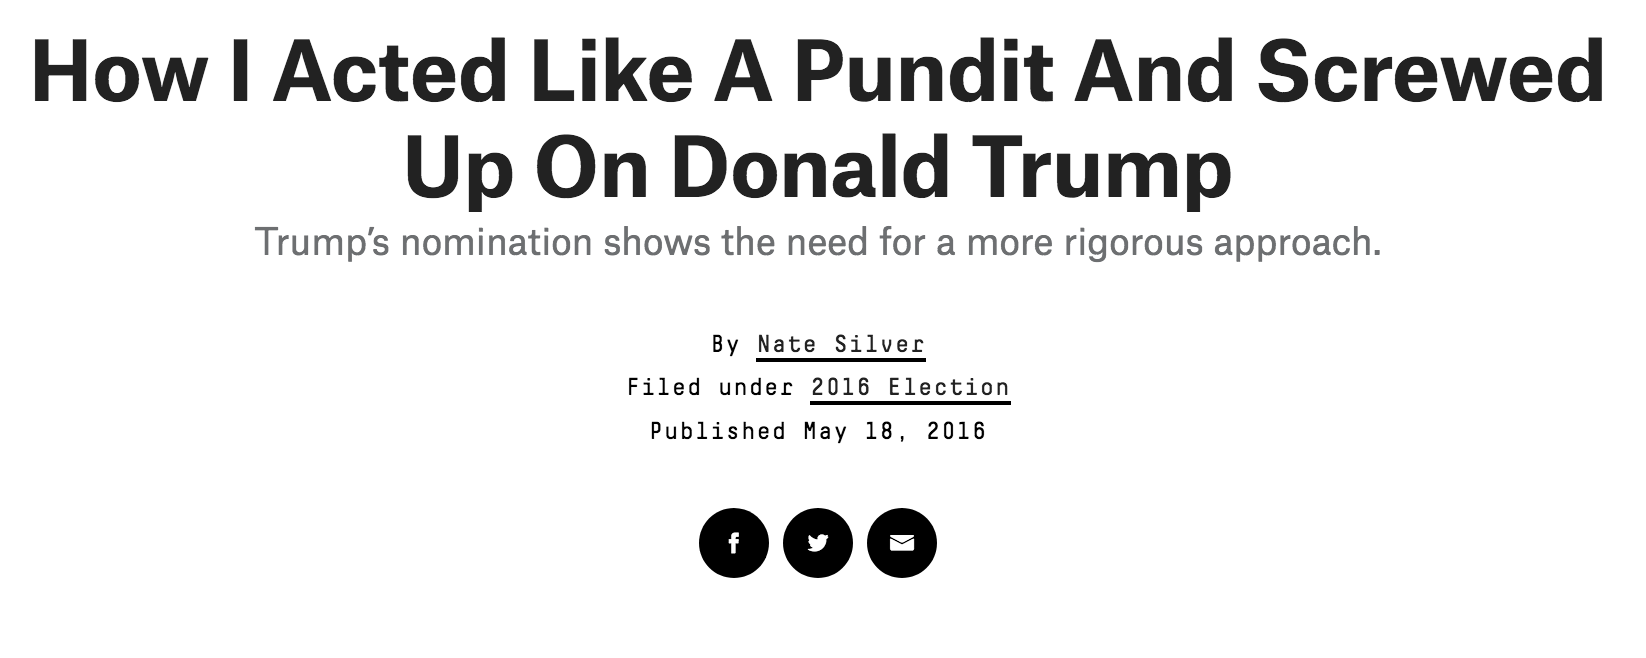 How I Acted Like A Pundit And Screwed
Up On Donald Trump
Trump’s nomination shows the need for a more rigorous approach.
By Nate Silver
Filed under 2016 Election
Published May 18, 2016